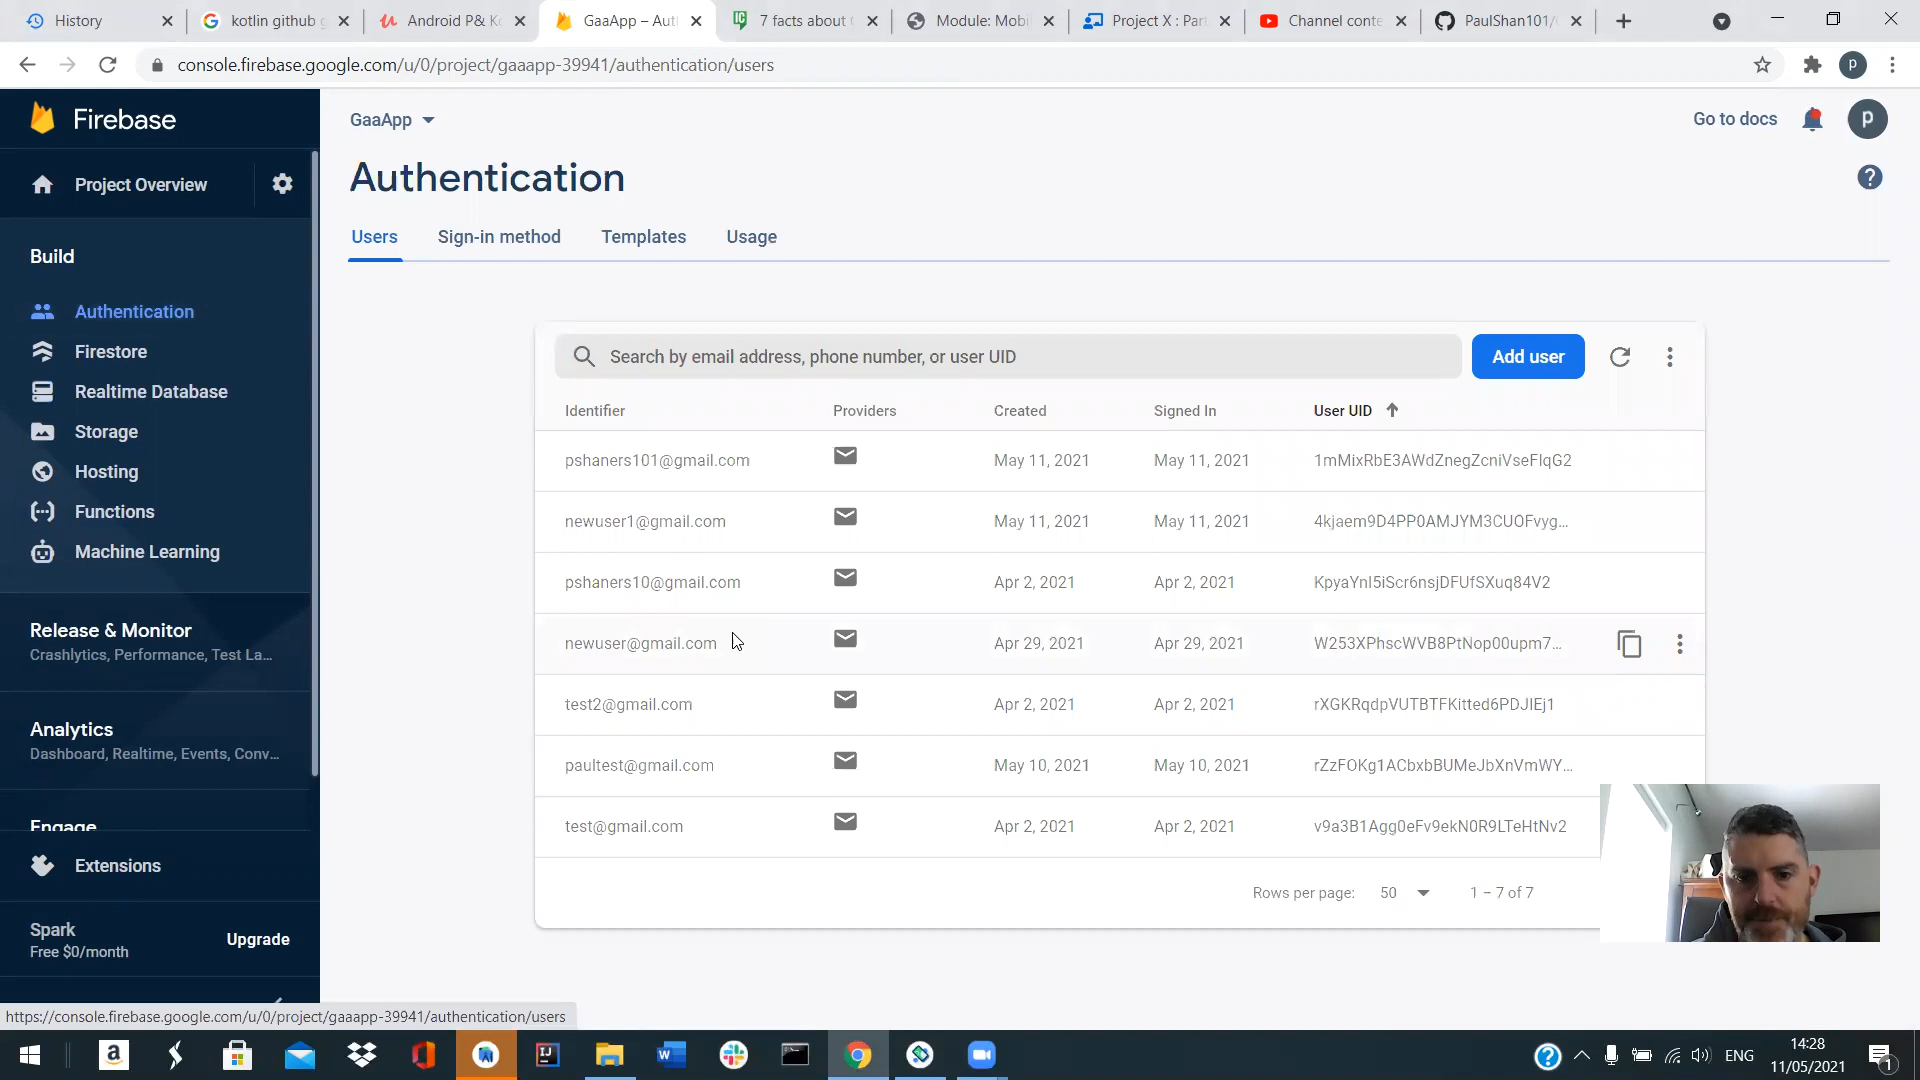 History
kotlin github g
Android P& Ko
GaaApp – Aut
7 facts about
Module: Mobi
Project X : Par
Channel conte
PaulShan101/
console.firebase.google.com/u/0/project/gaaapp-39941/authentication/users
p
Firebase
GaaApp
Go to docs
p
Project Overview
Authentication
Users
Sign-in method
Templates
Usage
Build
Authentication
Firestore
Realtime Database
Storage
Hosting
Functions
Machine Learning
Release & Monitor
Crashlytics, Performance, Test La...
Analytics
Dashboard, Realtime, Events, Conv...
Engage
Extensions
Spark
Free $0/month
Upgrade
Search by email address, phone number, or user UID
Add user
Identifier Providers Created Signed In User UID
pshaners101@gmail.com May 11, 2021 May 11, 2021 1mMixRbE3AWdZnegZcniVseFlqG2
newuser1@gmail.com May 11, 2021 May 11, 2021 4kjaem9D4PP0AMJYM3CUOFvyg...
pshaners10@gmail.com Apr 2, 2021 Apr 2, 2021 KpyaYnI5iScr6nsjDFUfSXuq84V2
newuser@gmail.com Apr 29, 2021 Apr 29, 2021 W253XPhscWVB8PtNop00upm7...
test2@gmail.com Apr 2, 2021 Apr 2, 2021 rXGKRqdpVUTBTFKitted6PDJIEj1
paultest@gmail.com May 10, 2021 May 10, 2021 rZzFOKg1ACbxbBUMeJbXnVmWY...
test@gmail.com Apr 2, 2021 Apr 2, 2021 v9a3B1Agg0eFv9ekN0R9LTeHtNv2
Rows per page: 50 1 – 7 of 7
https://console.firebase.google.com/u/0/project/gaaapp-39941/authentication/users
ENG
14:28
11/05/2021
1